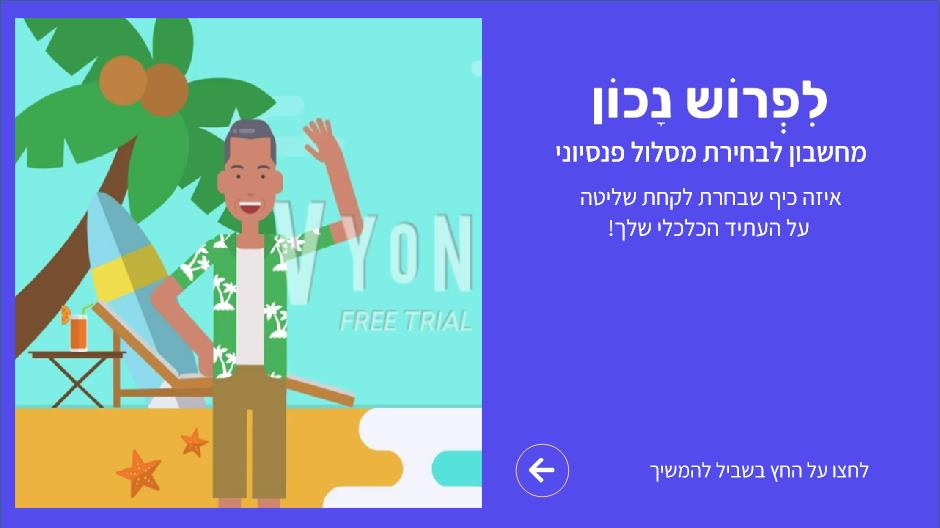 לִפְרוֹשׁ נָכוֹן
מחשבון לבחירת מסלול פנסיוני
איזה כיף שבחרת לקחת שליטה
על העתיד הכלכלי שלך!
לחצו על החץ בשביל להמשיך
VYON
FREE TRIAL